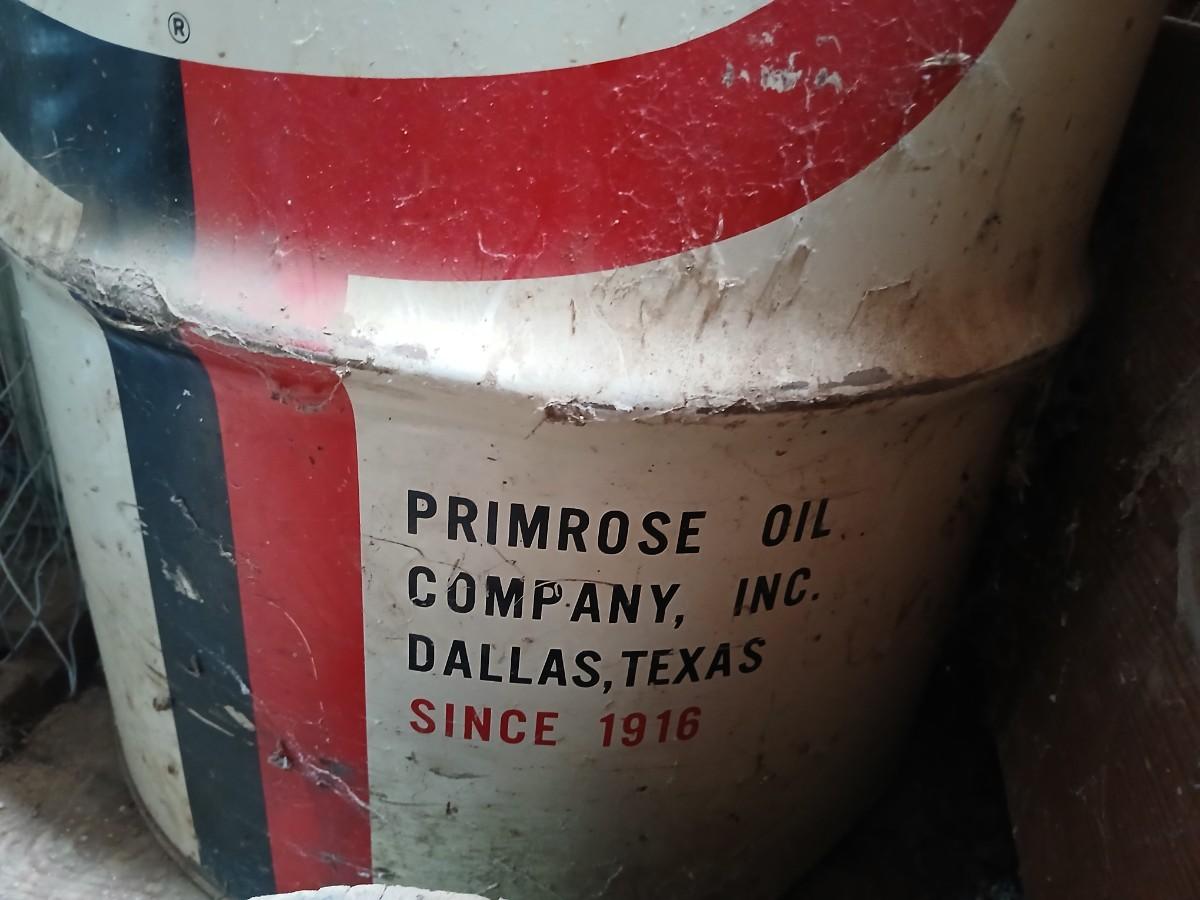 ®
PRIMROSE OIL
COMPANY, INC.
DALLAS, TEXAS
SINCE 1916